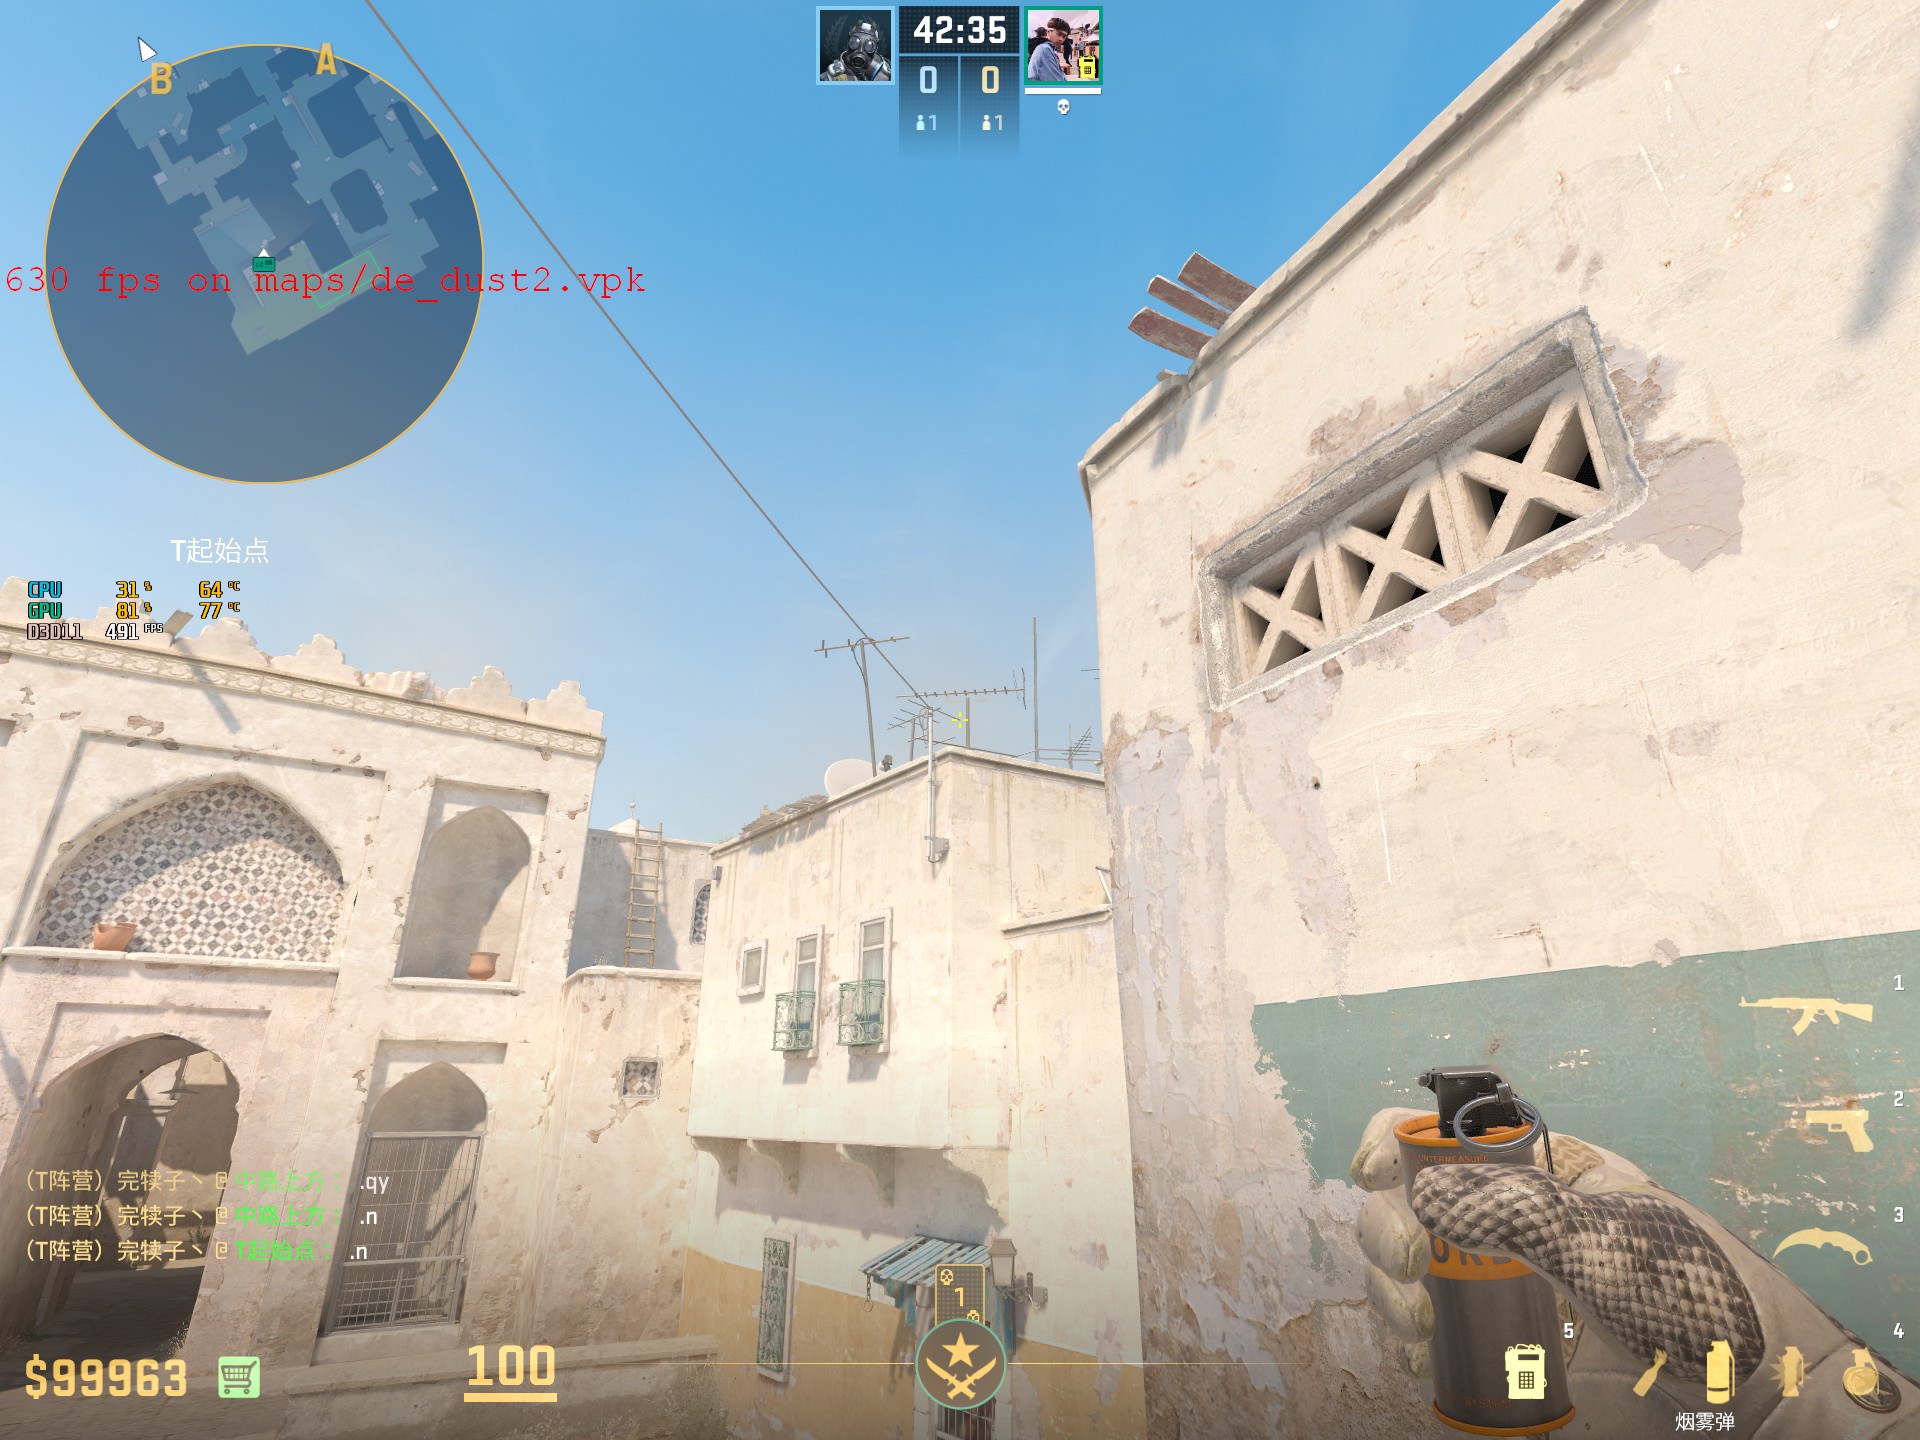 42:35
B
A
0 0
1 1
630 fps on maps/de_dust2.vpk
T起始点
CPU 31 % 64 °C
GPU 81 % 77 °C
D3D11 491 FPS
1
2
3
(T阵营) 完犊子丶 @ 中路上方： .qy
(T阵营) 完犊子丶 @ 中路上方： .n
(T阵营) 完犊子丶 @ T起始点： .n
1
5
4
$99963
100
烟雾弹